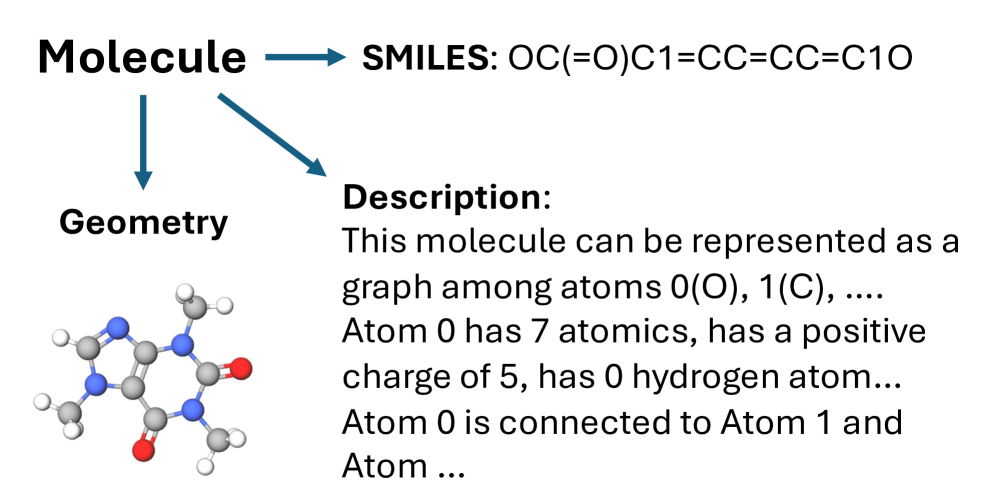 Molecule
SMILES: OC(=O)C1=CC=CC=C1O
Geometry
Description:
This molecule can be represented as a
graph among atoms 0(O), 1(C), ....
Atom 0 has 7 atomics, has a positive
charge of 5, has 0 hydrogen atom...
Atom 0 is connected to Atom 1 and
Atom ...